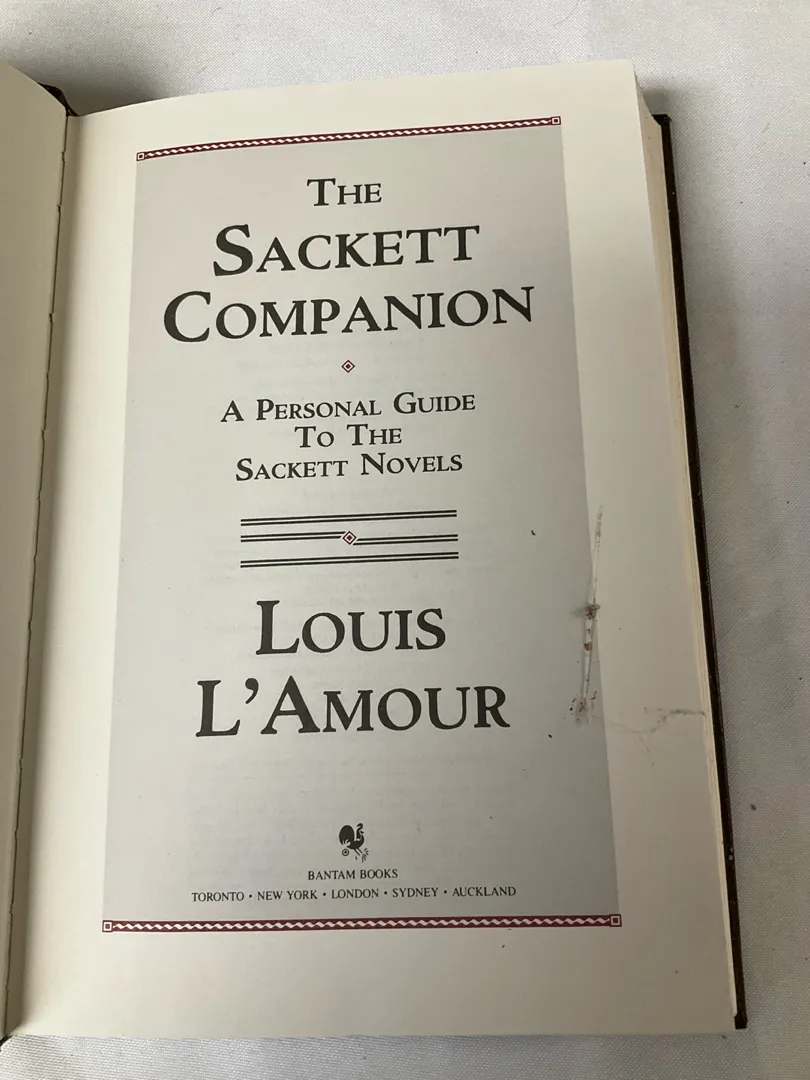 The
Sackett
Companion
A Personal Guide
To The
Sackett Novels
Louis
L'Amour
BANTAM BOOKS
TORONTO • NEW YORK • LONDON • SYDNEY • AUCKLAND